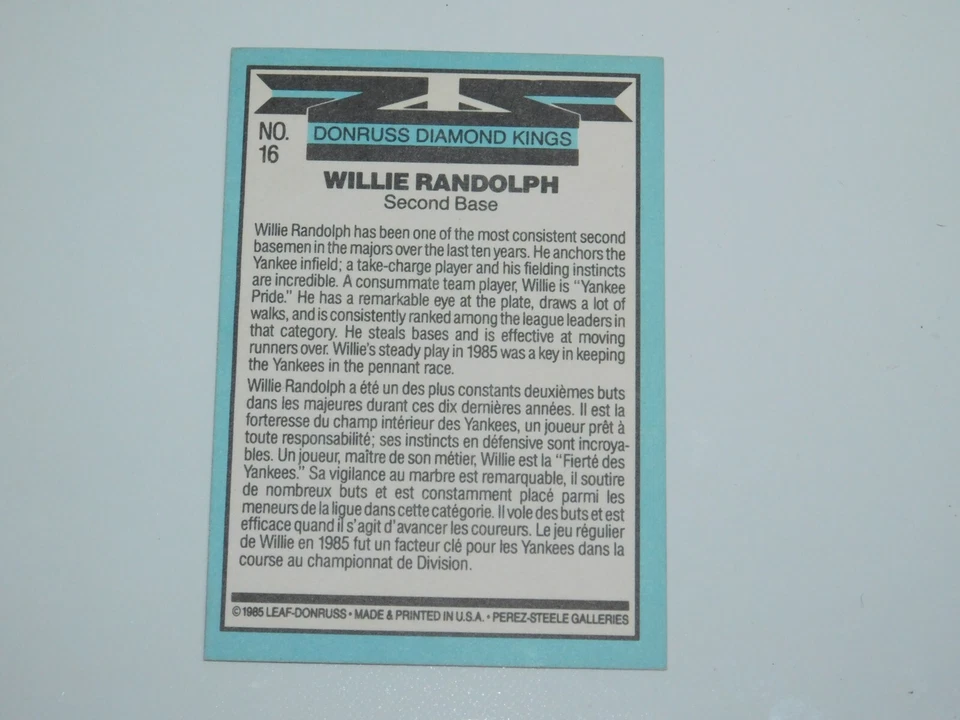 NO.
16
DONRUSS DIAMOND KINGS
WILLIE RANDOLPH
Second Base
Willie Randolph has been one of the most consistent second
basemen in the majors over the last ten years. He anchors the
Yankee infield; a take-charge player and his fielding instincts
are incredible. A consummate team player, Willie is "Yankee
Pride." He has a remarkable eye at the plate, draws a lot of
walks, and is consistently ranked among the league leaders in
that category. He steals bases and is effective at moving
runners over. Willie's steady play in 1985 was a key in keeping
the Yankees in the pennant race.
Willie Randolph a été un des plus constants deuxièmes buts
dans les majeures durant ces dix dernières années. Il est la
forteresse du champ intérieur des Yankees, un joueur prêt à
toute responsabilité; ses instincts en défensive sont incroya-
bles. Un joueur, maître de son métier, Willie est la "Fierté des
Yankees." Sa vigilance au marbre est remarquable, il soutire
de nombreux buts et est constamment placé parmi les
meneurs de la ligue dans cette catégorie. Il vole des buts et est
efficace quand il s'agit d'avancer les coureurs. Le jeu régulier
de Willie en 1985 fut un facteur clé pour les Yankees dans la
course au championnat de Division.
©1985 LEAF-DONRUSS • MADE & PRINTED IN U.S.A. • PEREZ-STEELE GALLERIES